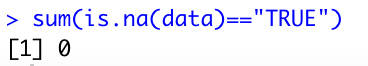 > sum(is.na(data)=="TRUE")
[1] 0